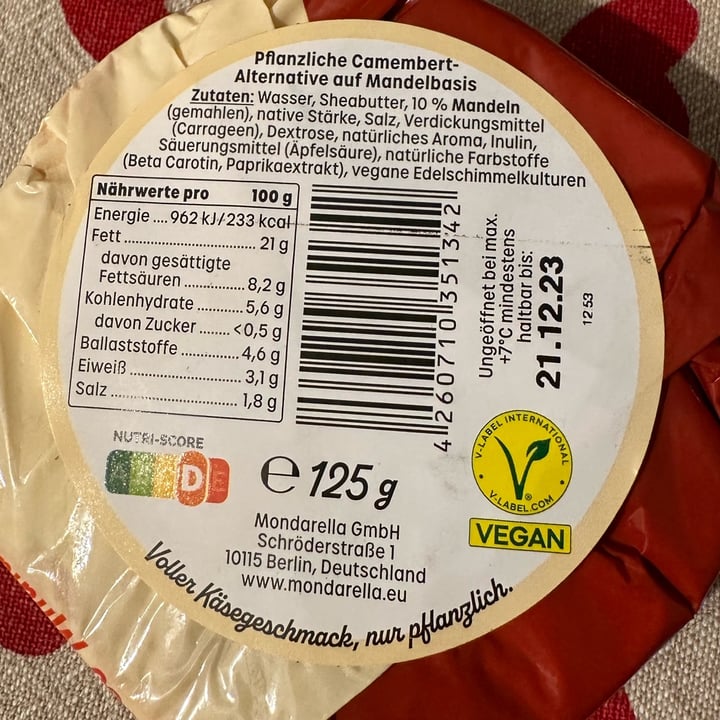 Pflanzliche Camembert-
Alternative auf Mandelbasis
Zutaten: Wasser, Sheabutter, 10 % Mandeln
(gemahlen), native Stärke, Salz, Verdickungsmittel
(Carrageen), Dextrose, natürliches Aroma, Inulin,
Säuerungsmittel (Äpfelsäure), natürliche Farbstoffe
(Beta Carotin, Paprikaextrakt), vegane Edelschimmelkulturen
Nährwerte pro 100 g
Energie .... 962 kJ/233 kcal
Fett .................... 21 g
davon gesättigte
Fettsäuren ............ 8,2 g
Kohlenhydrate ........ 5,6 g
davon Zucker ....... <0,5 g
Ballaststoffe ............ 4,6 g
Eiweiß .................... 3,1 g
Salz ....................... 1,8 g
4 260710 351342
Ungeöffnet bei max.
+7°C mindestens
haltbar bis:
21.12.23
12:53
NUTRI-SCORE
D E
e 125 g
V-LABEL INTERNATIONAL
V-LABEL.COM
®
VEGAN
Mondarella GmbH
Schröderstraße 1
10115 Berlin, Deutschland
www.mondarella.eu
Voller Käsegeschmack, nur pflanzlich.